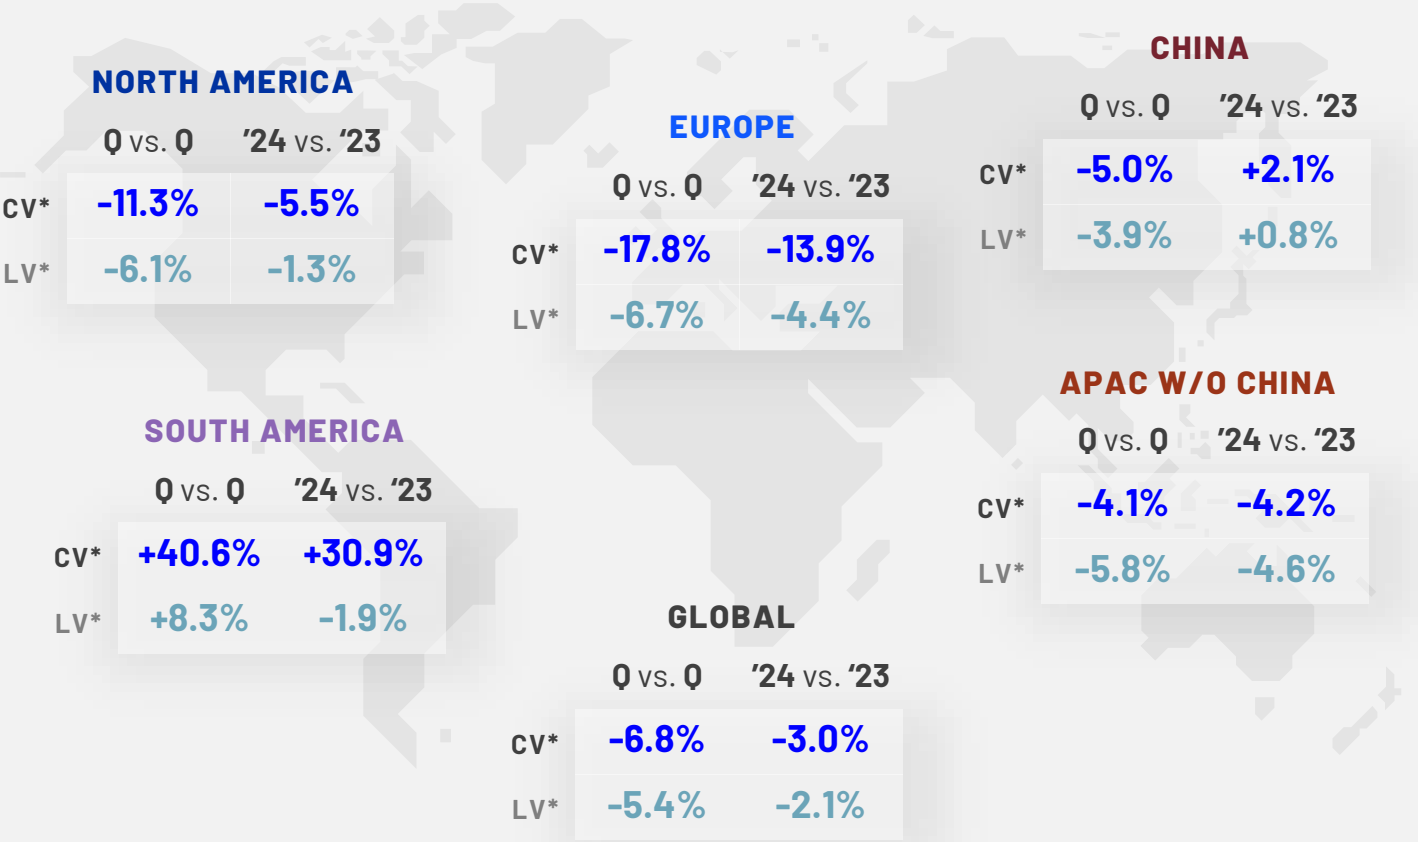 NORTH AMERICA
Q vs. Q ’24 vs. ‘23
CV* -11.3% -5.5%
LV* -6.1% -1.3%
EUROPE
Q vs. Q ’24 vs. ‘23
CV* -17.8% -13.9%
LV* -6.7% -4.4%
CHINA
Q vs. Q ’24 vs. ‘23
CV* -5.0% +2.1%
LV* -3.9% +0.8%
SOUTH AMERICA
Q vs. Q ’24 vs. ‘23
CV* +40.6% +30.9%
LV* +8.3% -1.9%
APAC W/O CHINA
Q vs. Q ’24 vs. ‘23
CV* -4.1% -4.2%
LV* -5.8% -4.6%
GLOBAL
Q vs. Q ’24 vs. ‘23
CV* -6.8% -3.0%
LV* -5.4% -2.1%